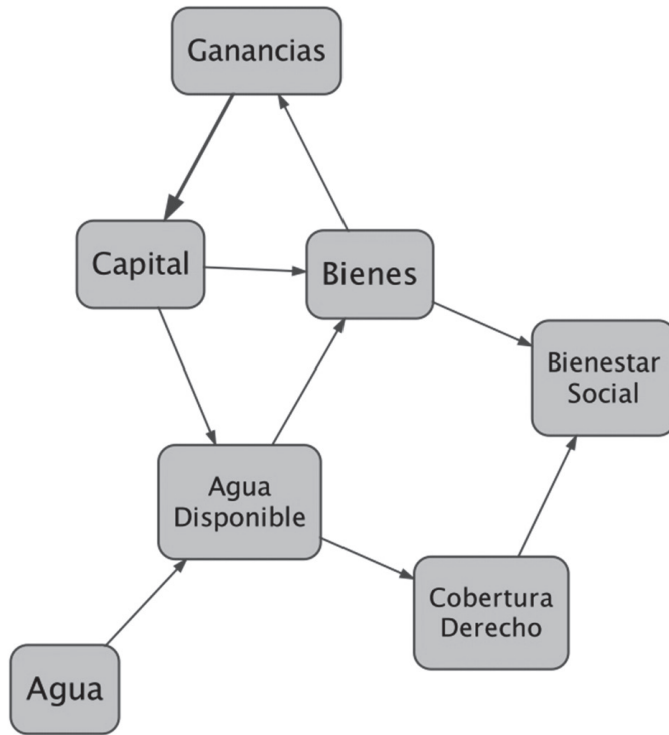 Ganancias
Capital
Bienes
Bienestar
Social
Agua
Disponible
Cobertura
Derecho
Agua